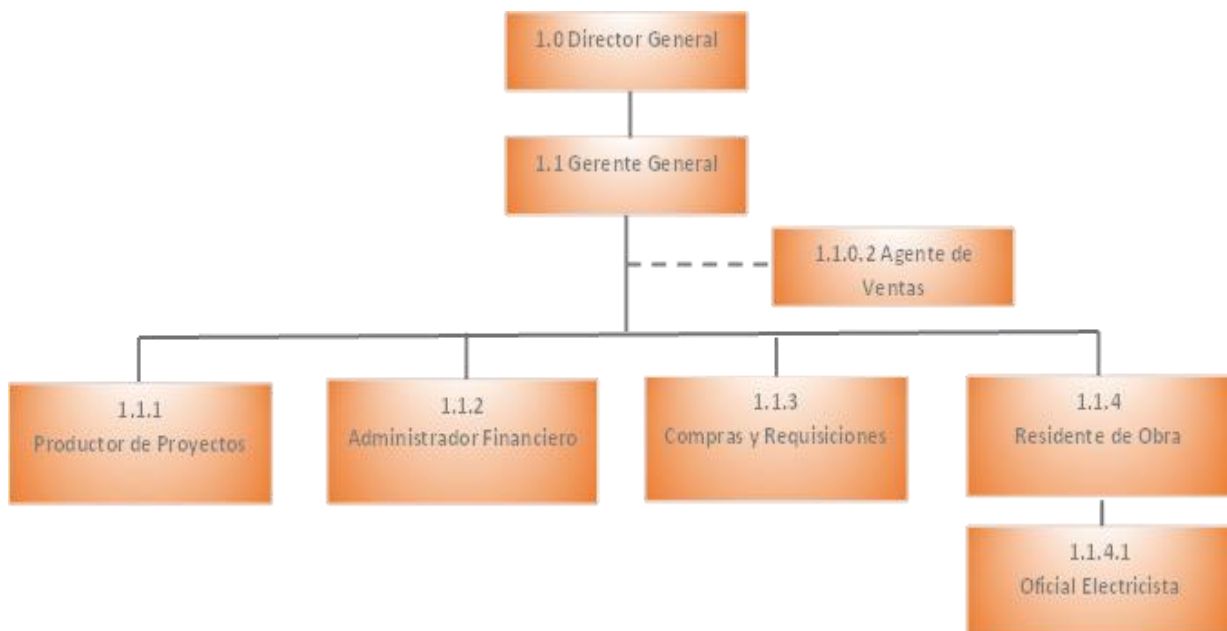 1.0 Director General
1.1 Gerente General
1.1.0.2 Agente de
Ventas
1.1.1
Productor de Proyectos
1.1.2
Administrador Financiero
1.1.3
Compras y Requisiciones
1.1.4
Residente de Obra
1.1.4.1
Oficial Electricista